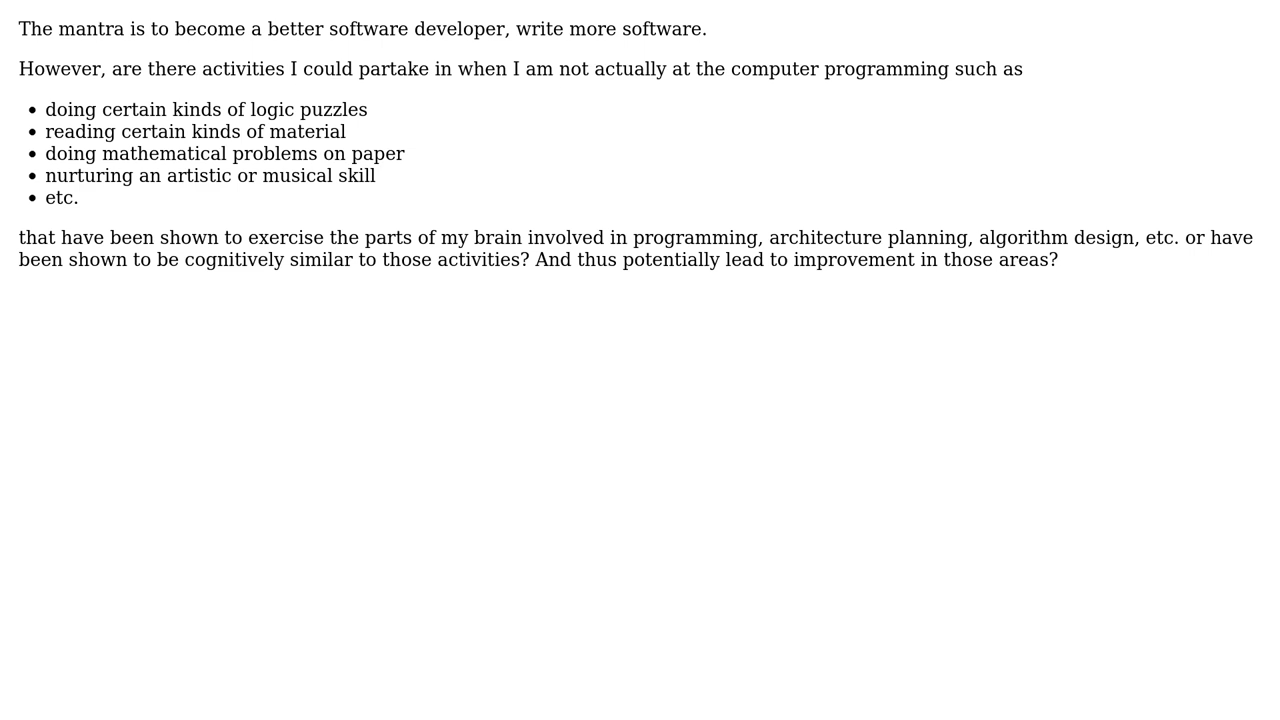 The mantra is to become a better software developer, write more software.
However, are there activities I could partake in when I am not actually at the computer programming such as
• doing certain kinds of logic puzzles
• reading certain kinds of material
• doing mathematical problems on paper
• nurturing an artistic or musical skill
• etc.
that have been shown to exercise the parts of my brain involved in programming, architecture planning, algorithm design, etc. or have
been shown to be cognitively similar to those activities? And thus potentially lead to improvement in those areas?